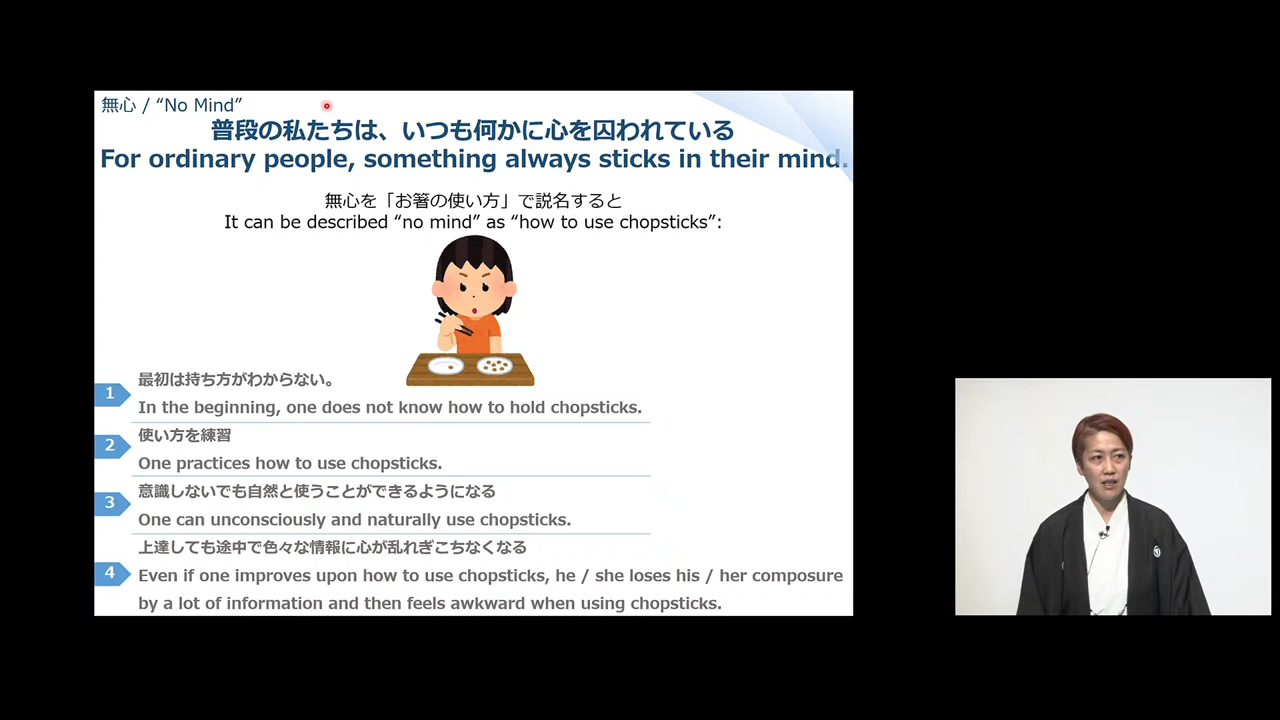 無心 / “No Mind”
普段の私たちは、いつも何かに心を囚われている
For ordinary people, something always sticks in their mind.
無心を「お箸の使い方」で説名すると
It can be described “no mind” as “how to use chopsticks”:
1
最初は持ち方がわからない。
In the beginning, one does not know how to hold chopsticks.
2
使い方を練習
One practices how to use chopsticks.
3
意識しないでも自然と使うことができるようになる
One can unconsciously and naturally use chopsticks.
4
上達しても途中で色々な情報に心が乱れぎこちなくなる
Even if one improves upon how to use chopsticks, he / she loses his / her composure
by a lot of information and then feels awkward when using chopsticks.